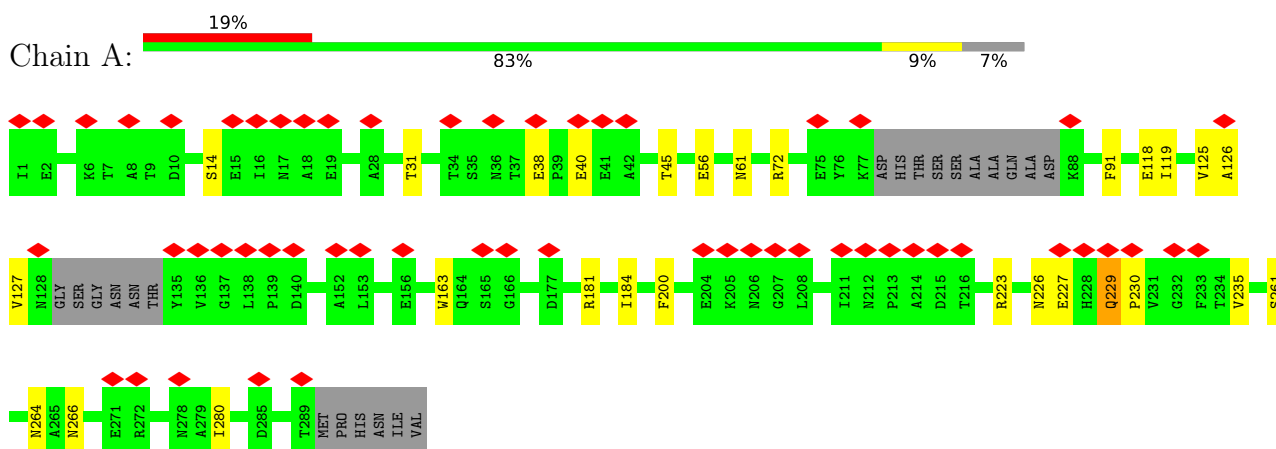 19%
Chain A:
83% 9% 7%
I1 E2 K6 T7 A8 T9 D10 S14 E15 I16 N17 A18 E19 A28 T31 T34 S35 N36 T37 E38 P39 E40 E41 A42 T45 E56 N61 R72 E75 Y76 K77 ASP HIS THR SER SER ALA ALA GLN ALA ASP K88 F91 E118 I119 V125 A126
V127 N128 GLY SER GLY ASN ASN THR Y135 V136 G137 L138 P139 D140 A152 L153 E156 W163 Q164 S165 G166 D177 R181 I184 F200 E204 K205 N206 G207 L208 I211 N212 P213 A214 D215 T216 R223 N226 E227 H228 Q229 P230 V231 G232 F233 T234 V235 S261
N264 A265 N266 E271 R272 N278 A279 I280 D285 T289 MET PRO HIS ASN ILE VAL